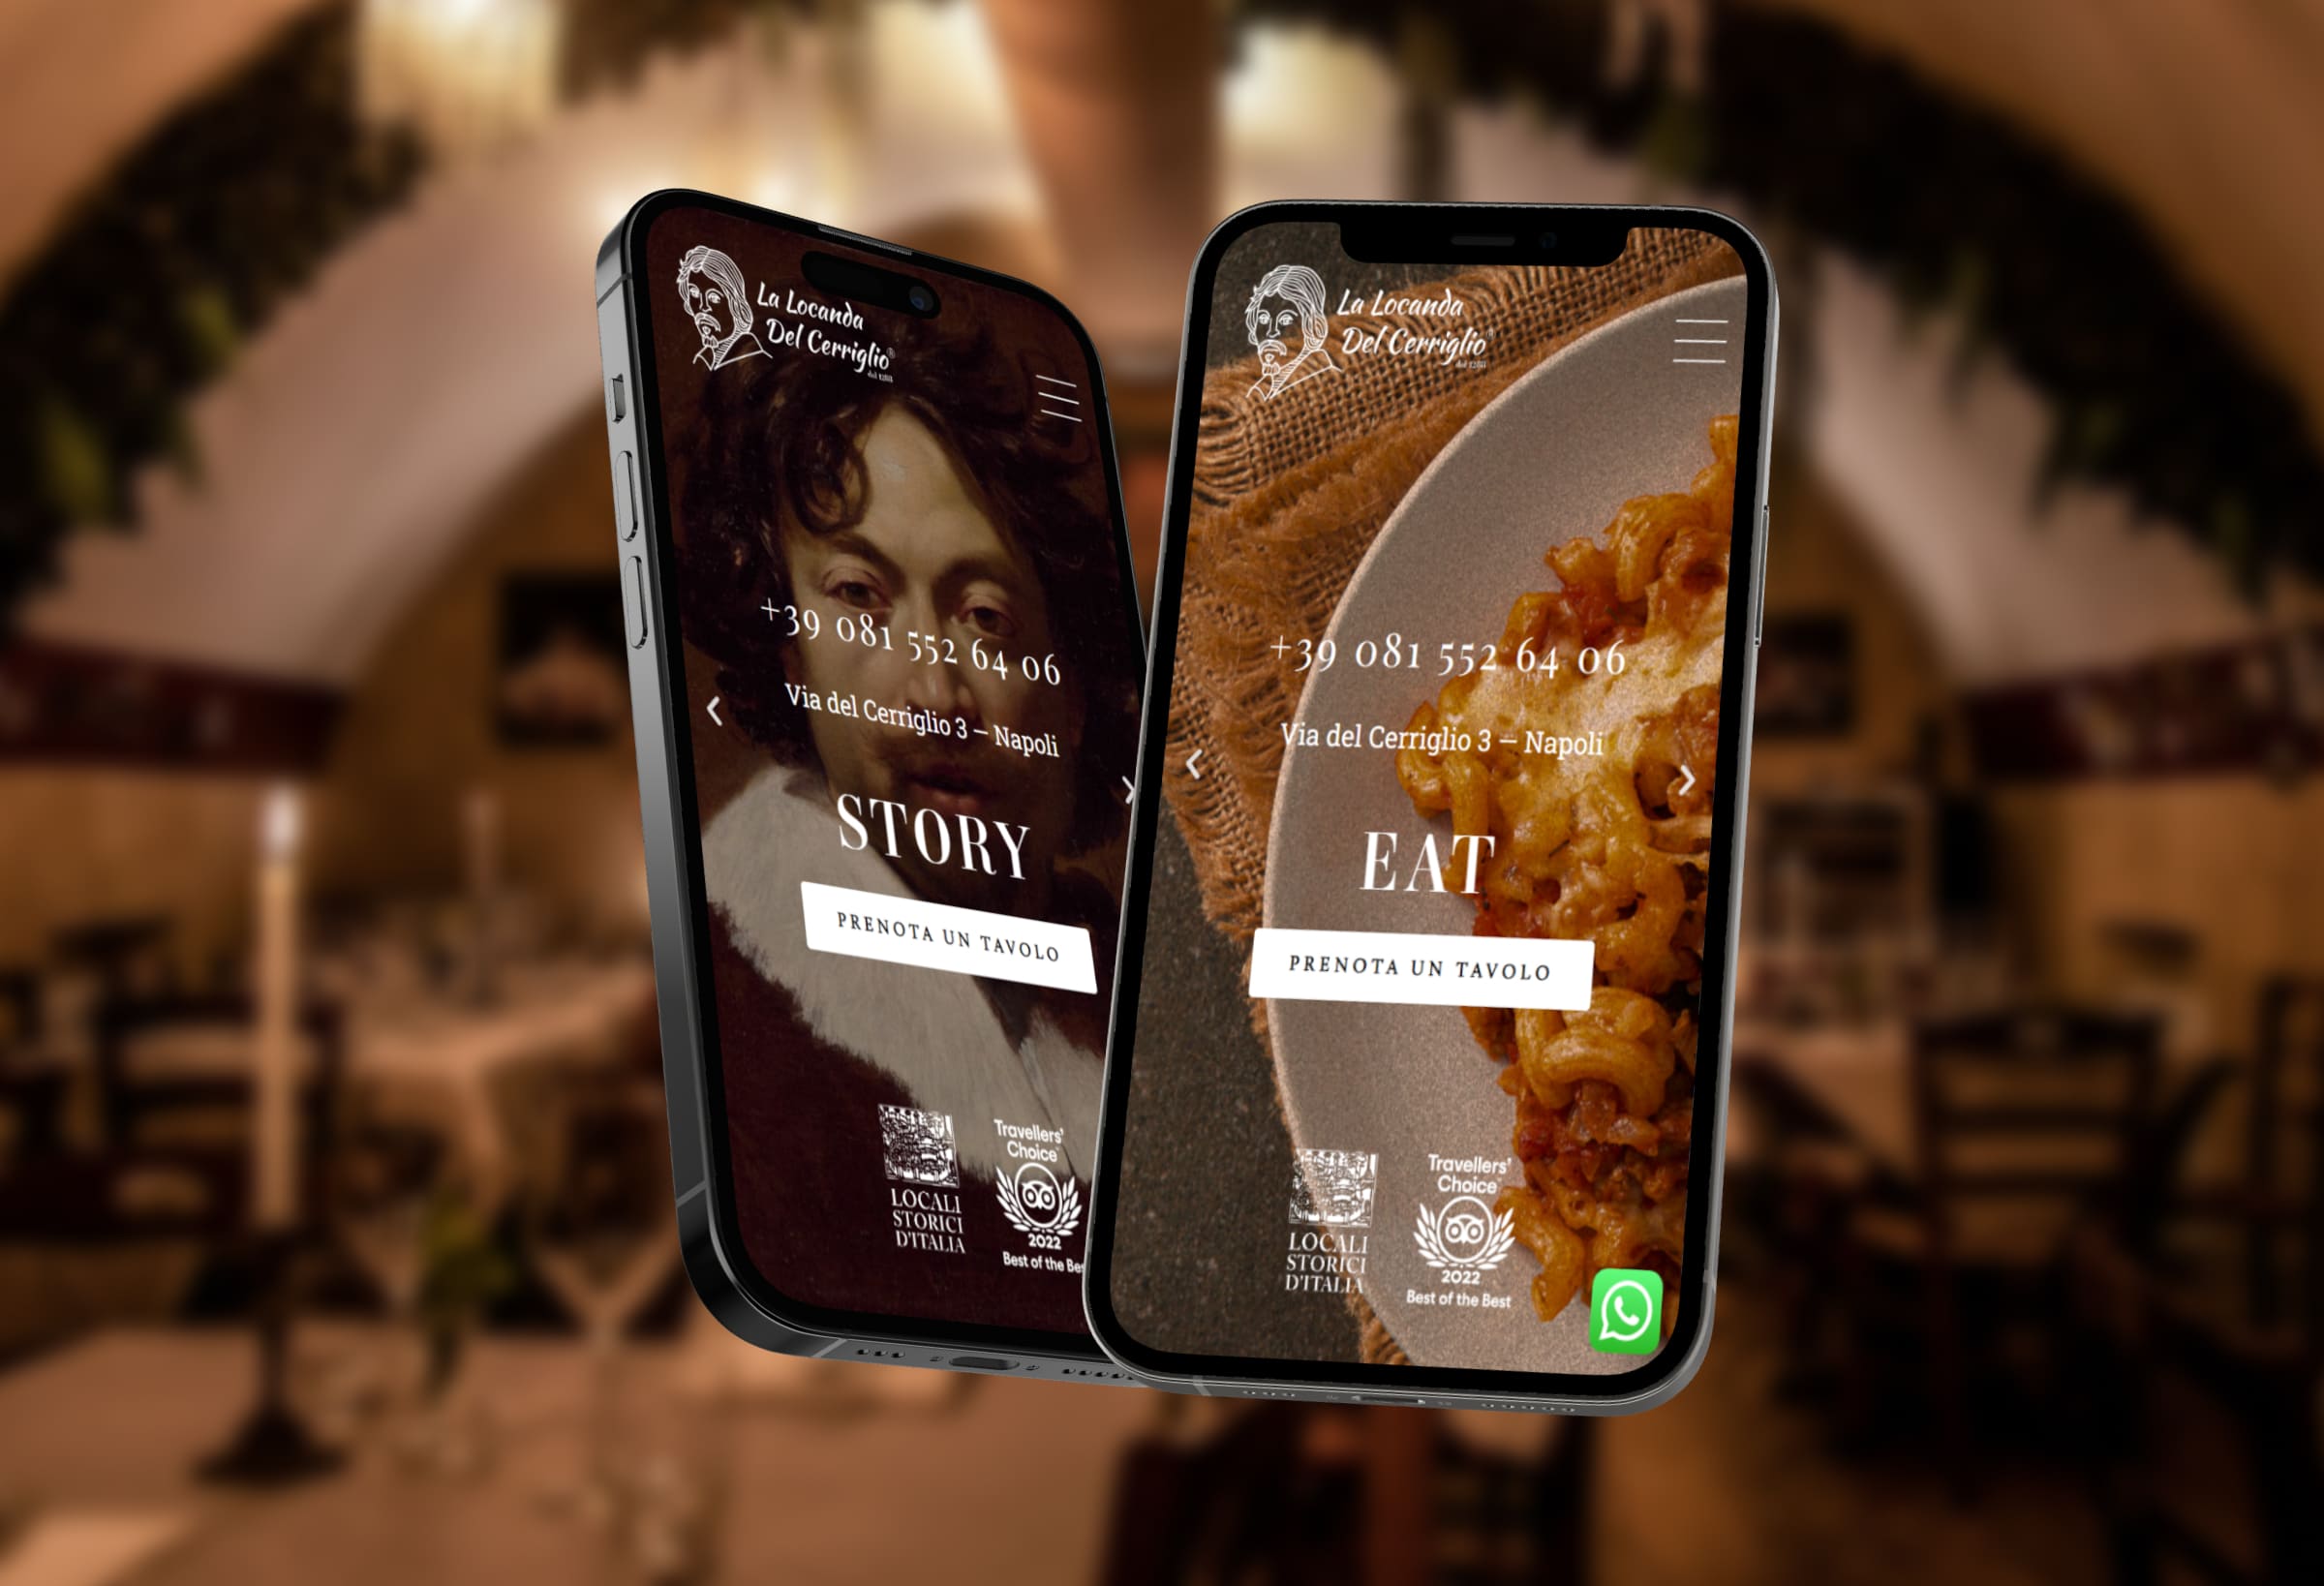 La Locanda
Del Cerriglio®
+39 081 552 64 06
Via del Cerriglio 3 – Napoli
STORY
PRENOTA UN TAVOLO
LOCALI
STORICI
D'ITALIA
Travellers'
Choice
2022
Best of the Bes
La Locanda
Del Cerriglio®
+39 081 552 64 06
Via del Cerriglio 3 – Napoli
EAT
PRENOTA UN TAVOLO
LOCALI
STORICI
D'ITALIA
Travellers'
Choice
2022
Best of the Best